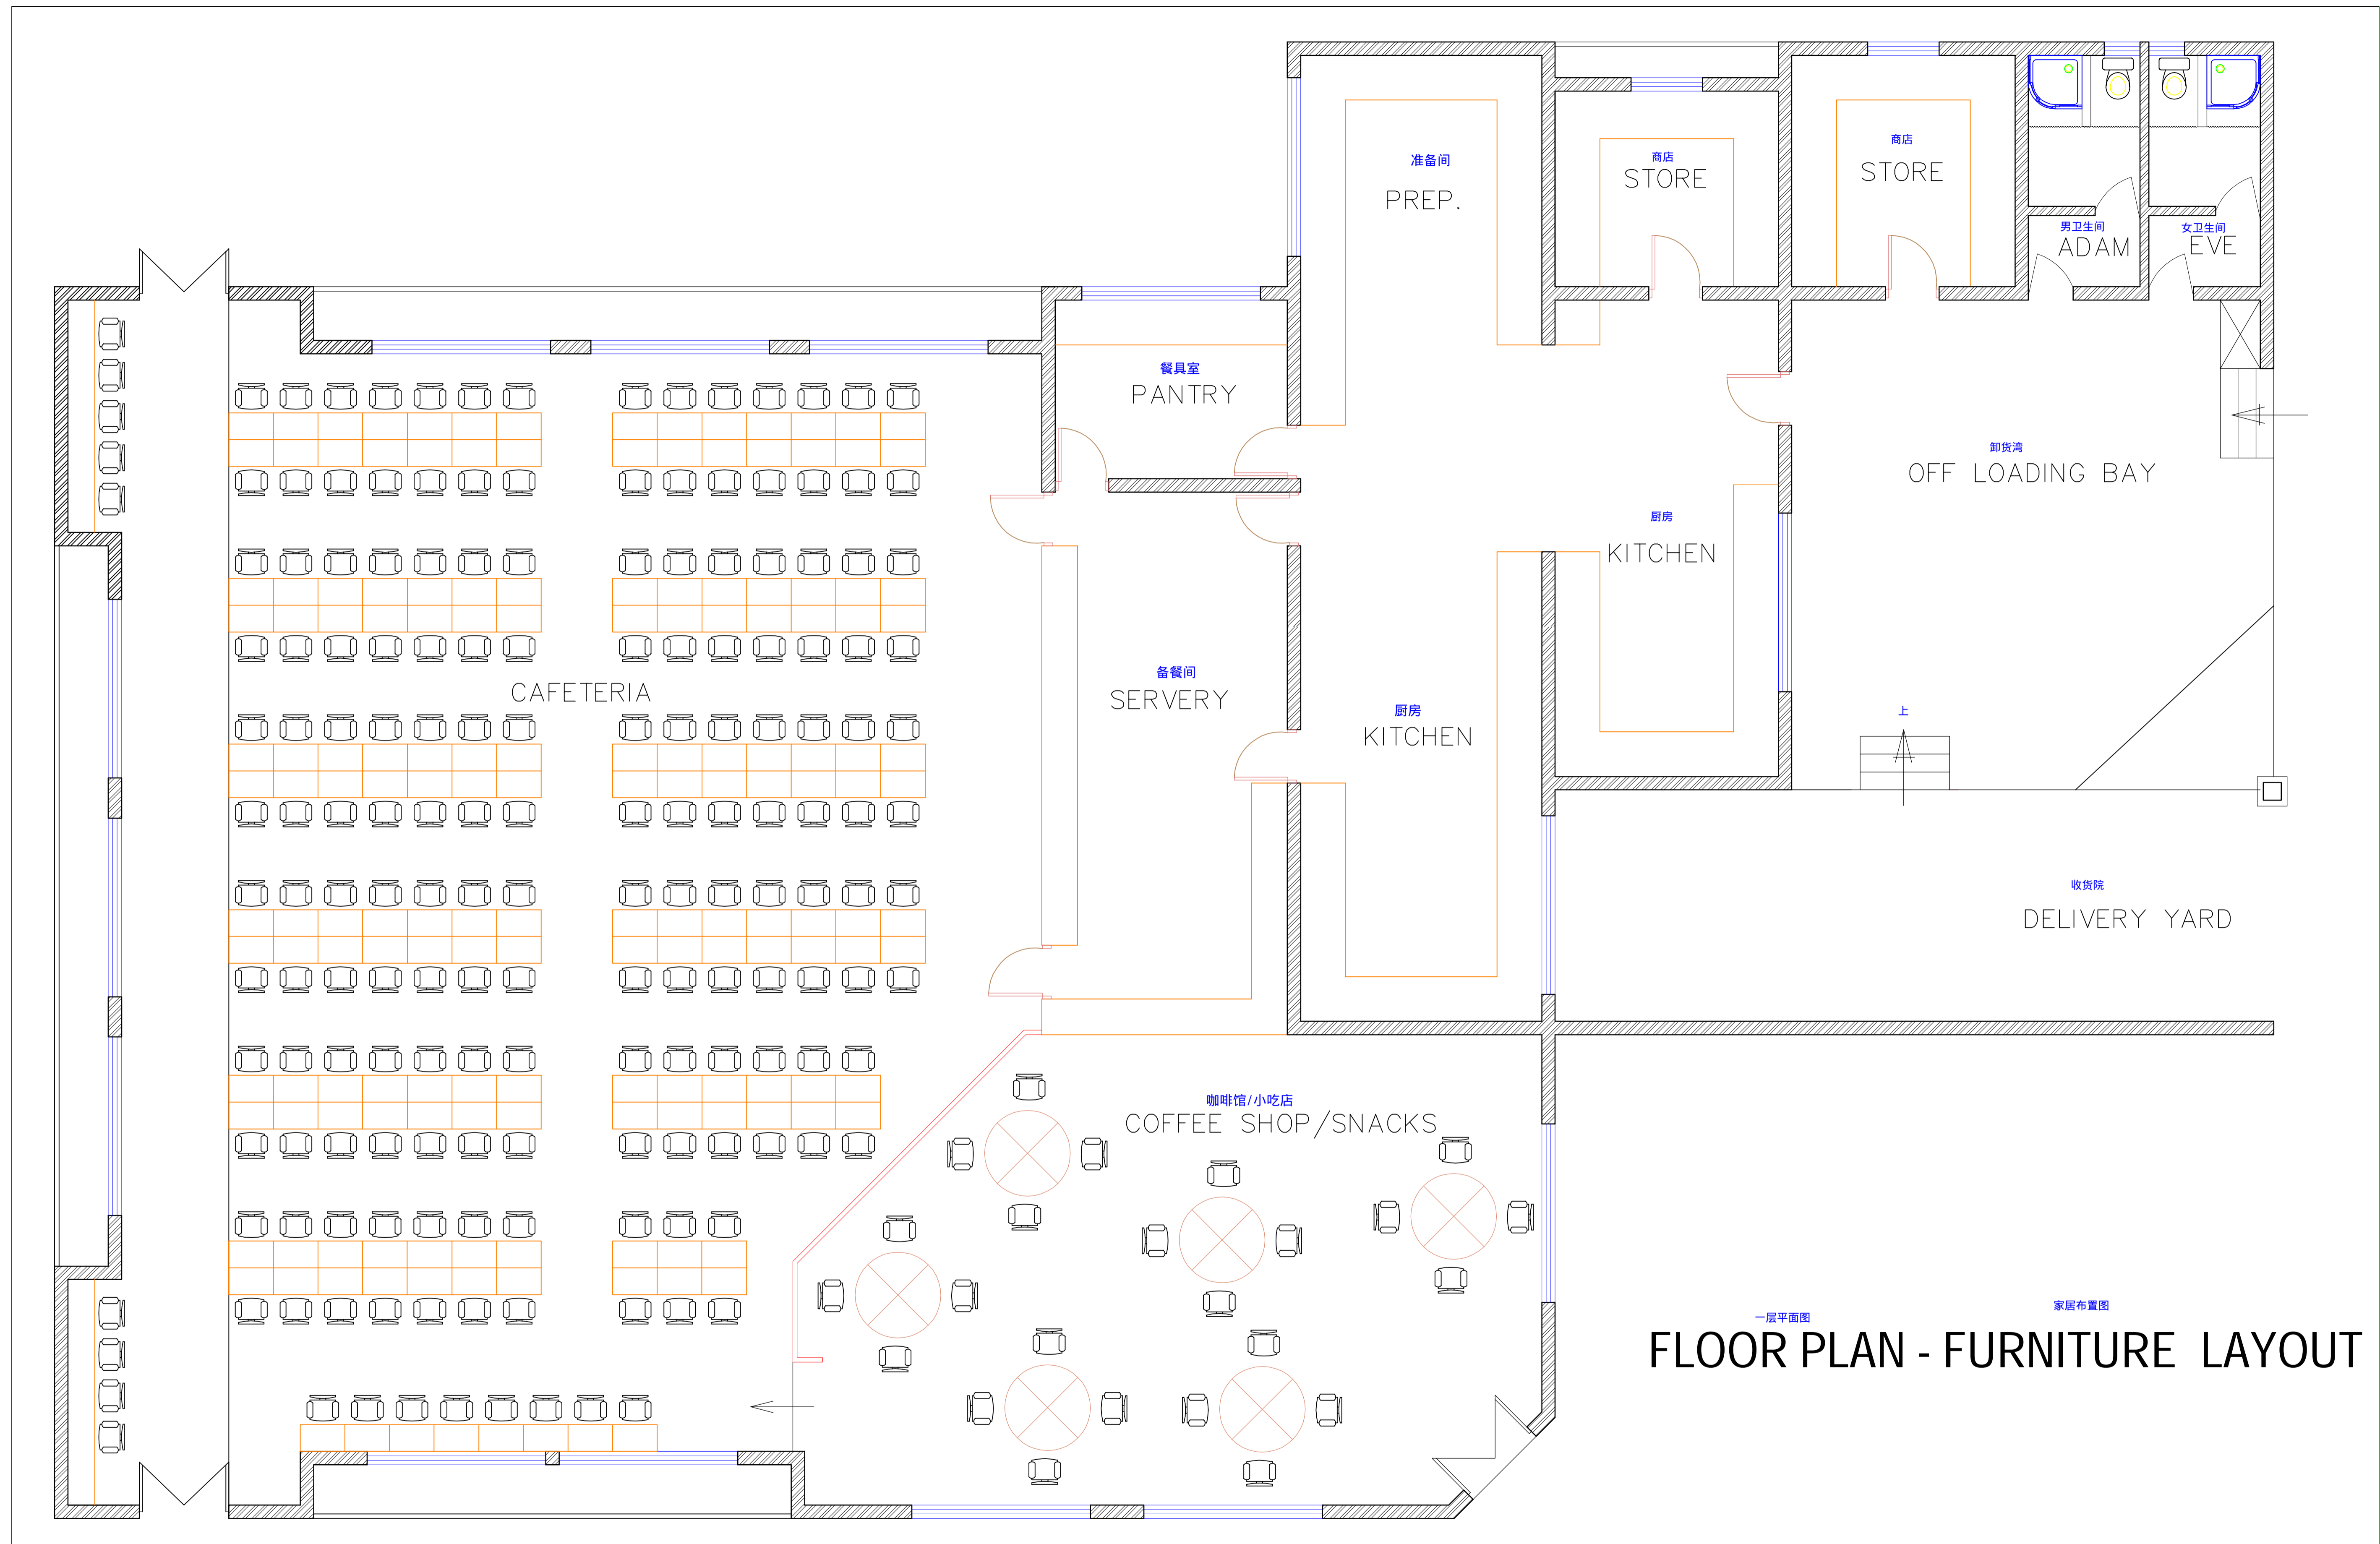 准备间
PREP.
商店
STORE
商店
STORE
男卫生间
ADAM
女卫生间
EVE
餐具室
PANTRY
卸货湾
OFF LOADING BAY
厨房
KITCHEN
CAFETERIA
备餐间
SERVERY
厨房
KITCHEN
上
收货院
DELIVERY YARD
咖啡馆/小吃店
COFFEE SHOP/SNACKS
一层平面图
家居布置图
FLOOR PLAN - FURNITURE LAYOUT